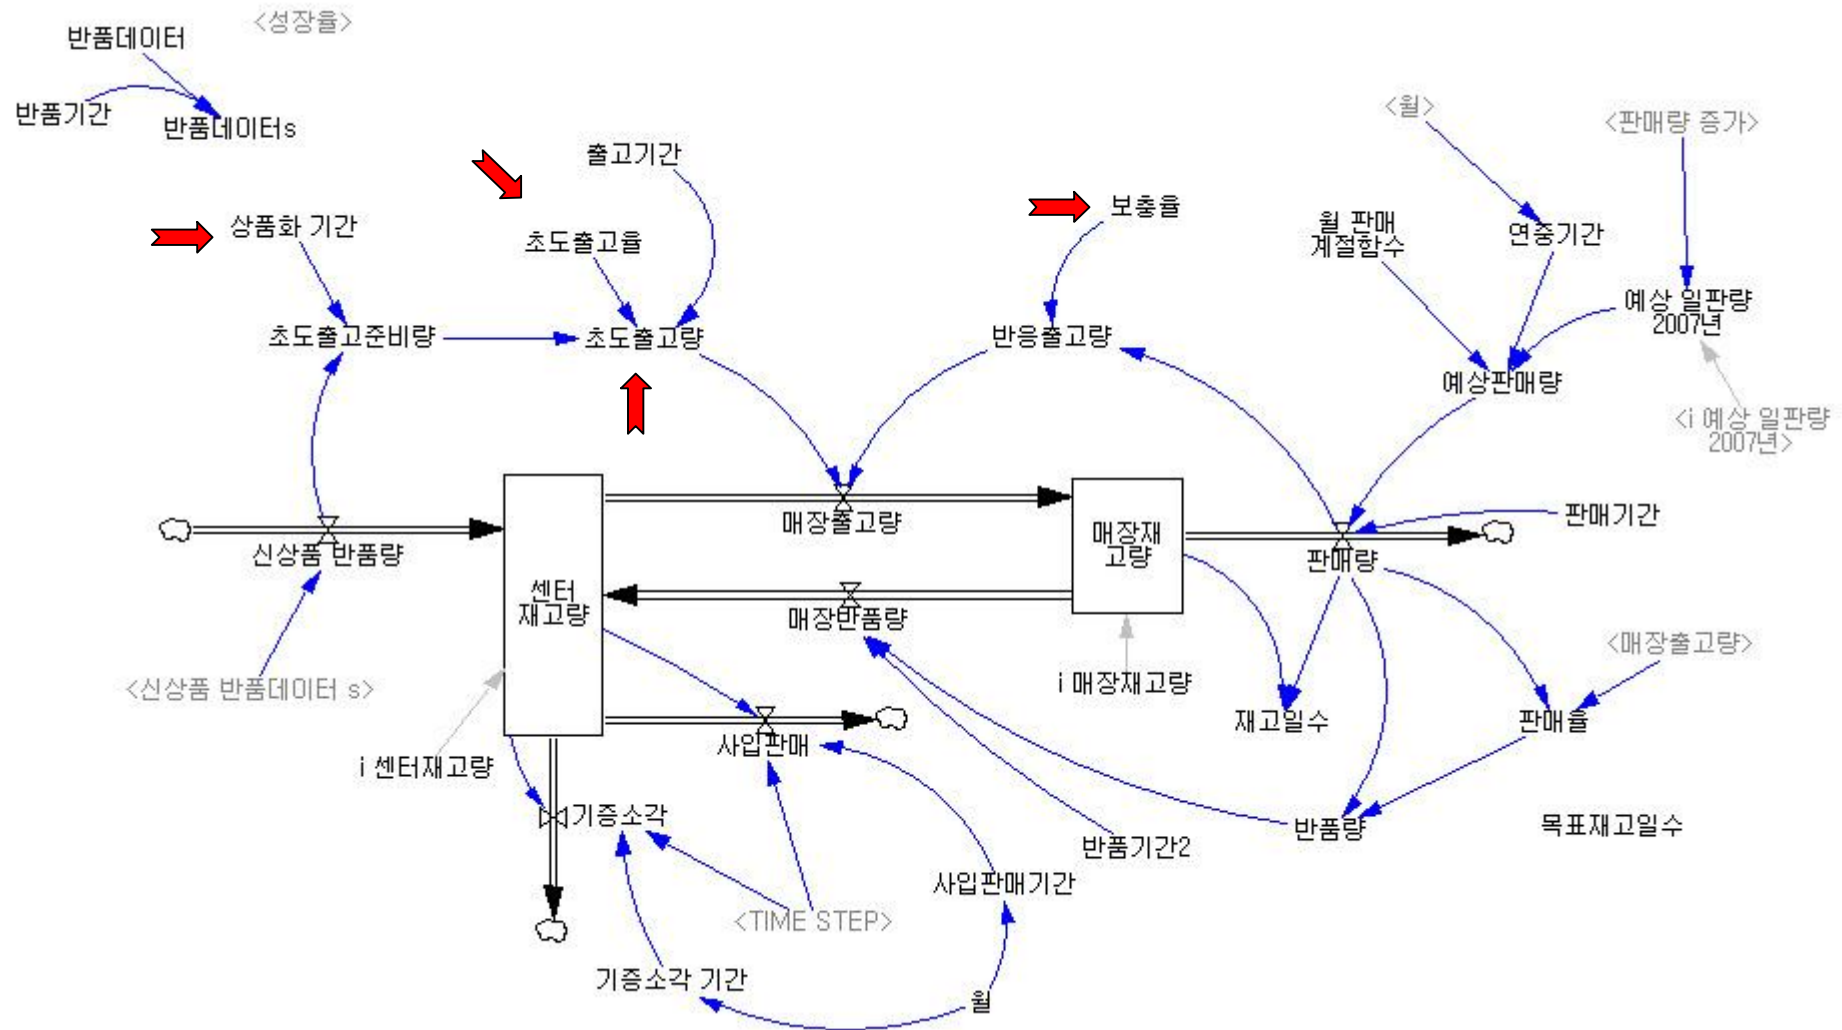 <성장율>
반품데이터
반품기간
반품데이터s
<월>
<판매량 증가>
출고기간
보충율
상품화 기간
초도출고율
월 판매
계절함수
연중기간
예상 일판량
2007년
초도출고준비량
초도출고량
반응출고량
예상판매량
<i 예상 일판량
2007년>
매장출고량
판매기간
신상품 반품량
매장재
고량
판매량
센터
재고량
매장반품량
<매장출고량>
<신상품 반품데이터 s>
i 매장재고량
재고일수
판매율
사입판매
i 센터재고량
기증소각
반품량
목표재고일수
반품기간2
사입판매기간
<TIME STEP>
기증소각 기간
월